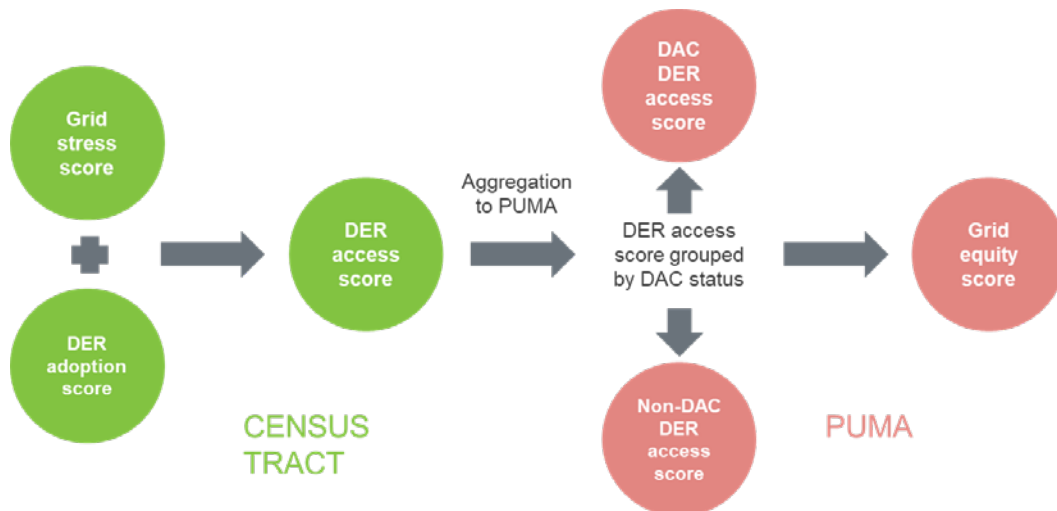 Grid
stress
score
DER
adoption
score
CENSUS
TRACT
DER
access
score
Aggregation
to PUMA
DAC
DER
access
score
DER access
score grouped
by DAC status
Non-DAC
DER
access
score
Grid
equity
score
PUMA